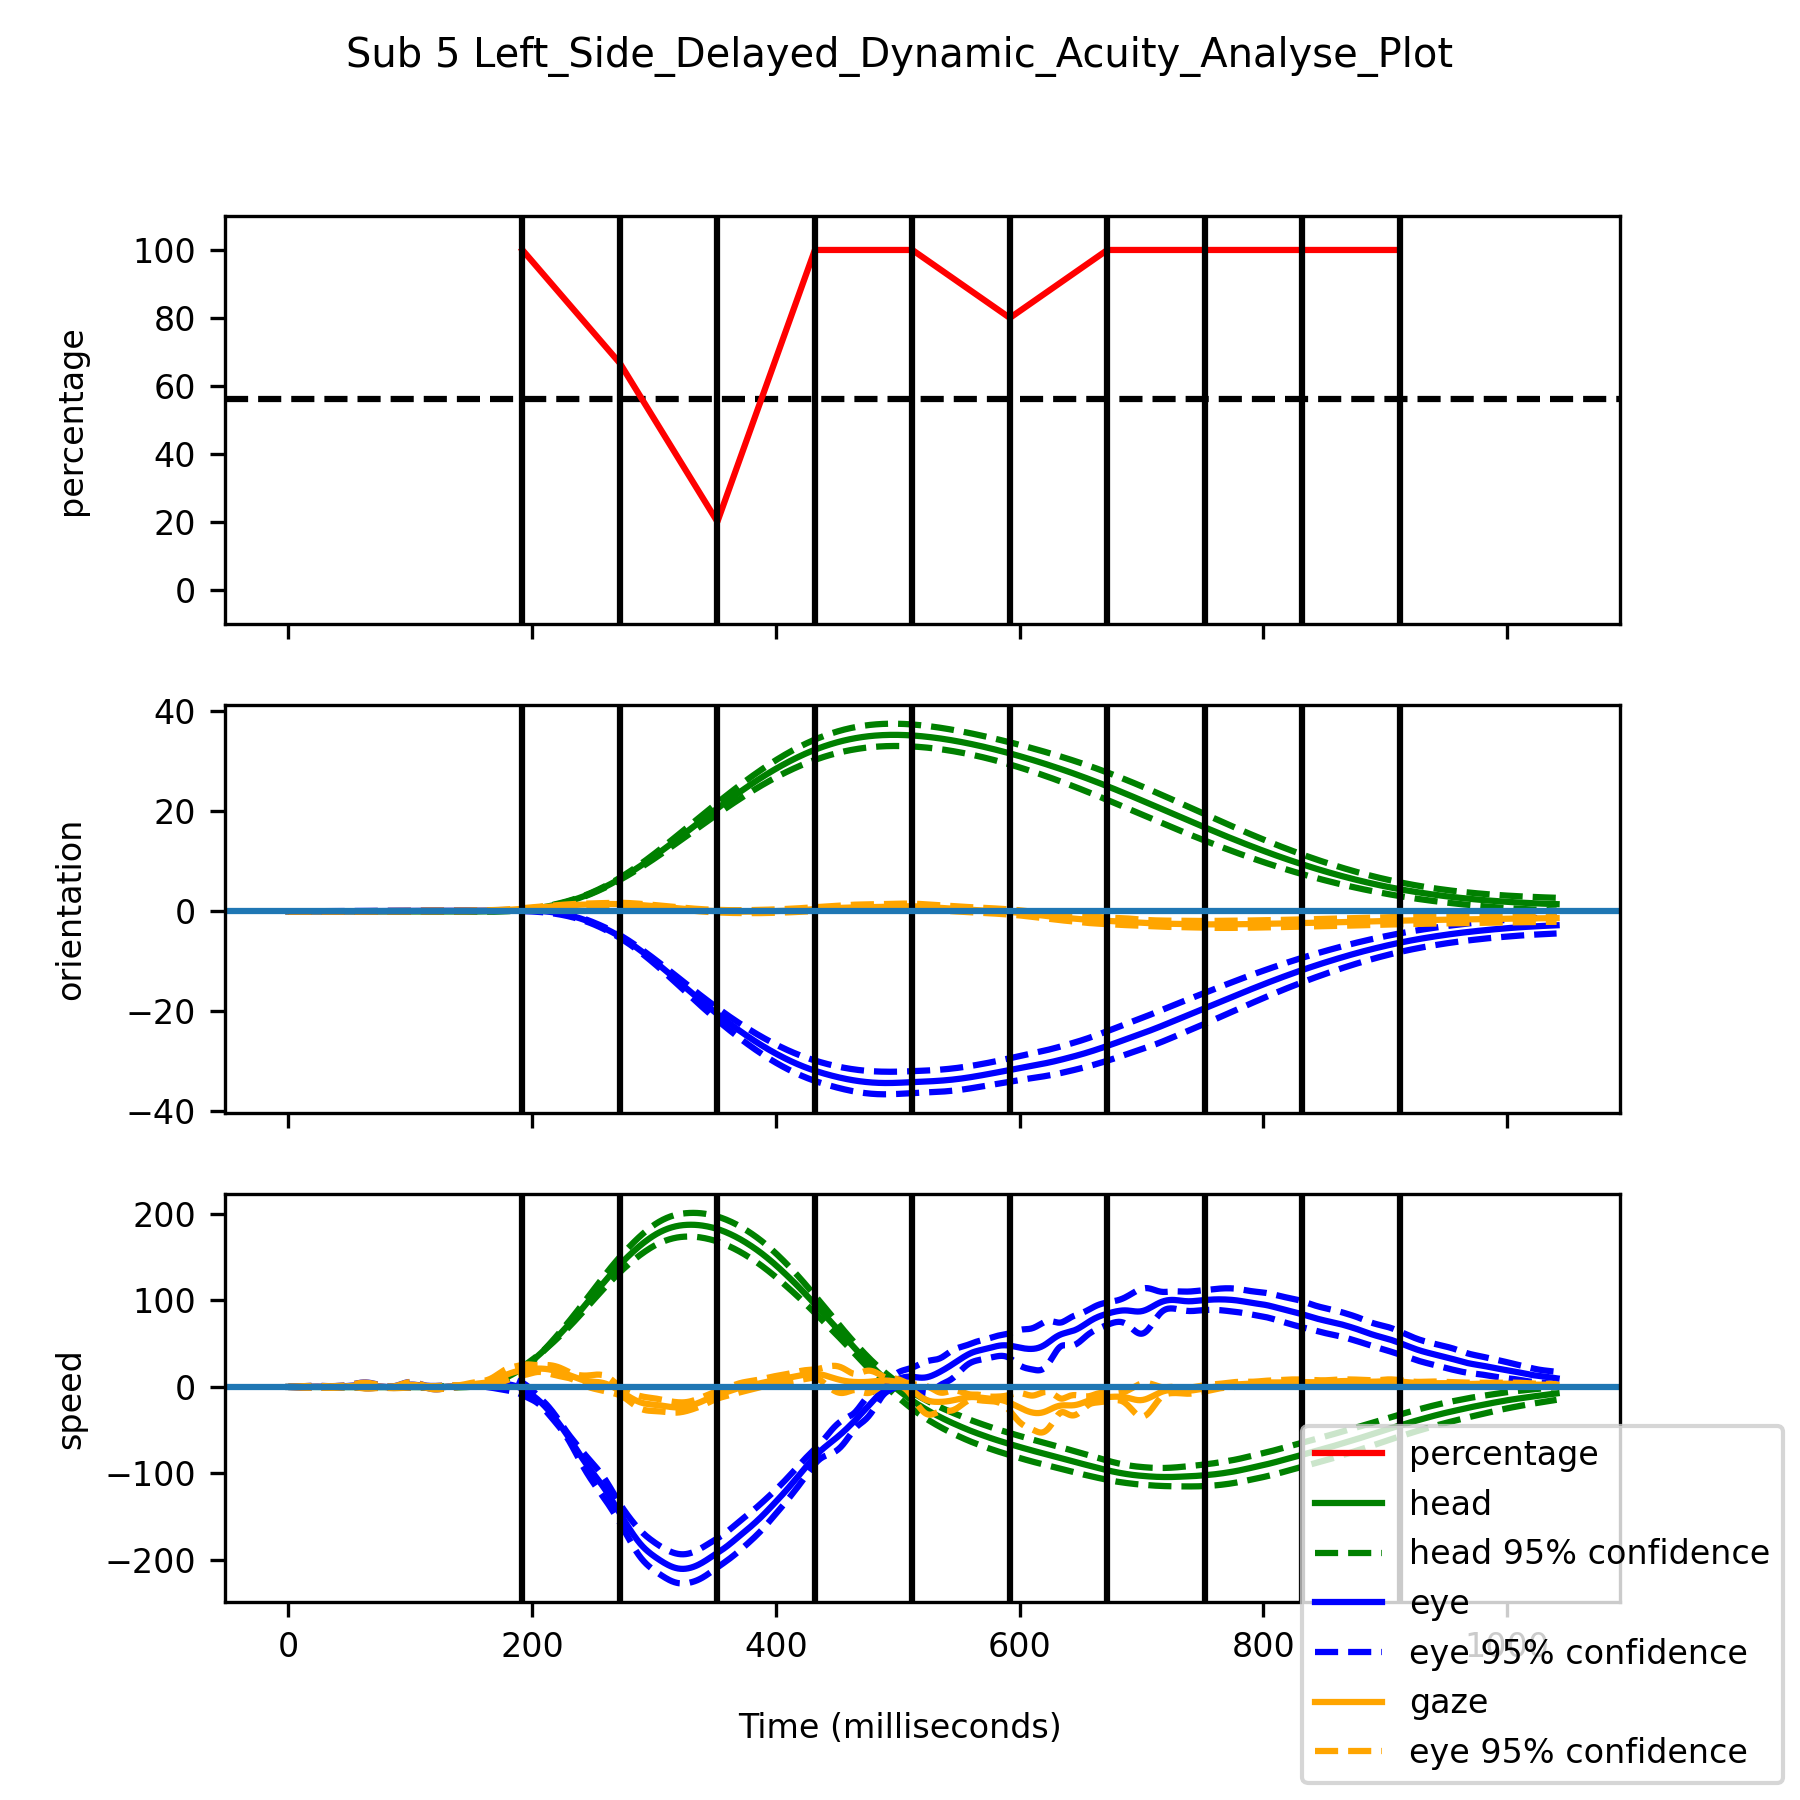 Sub 5 Left_Side_Delayed_Dynamic_Acuity_Analyse_Plot
100
80
60
40
20
0
percentage
40
20
0
−20
−40
orientation
200
100
0
−100
−200
speed
0 200 400 600 800 1000
Time (milliseconds)
percentage
head
head 95% confidence
eye
eye 95% confidence
gaze
eye 95% confidence